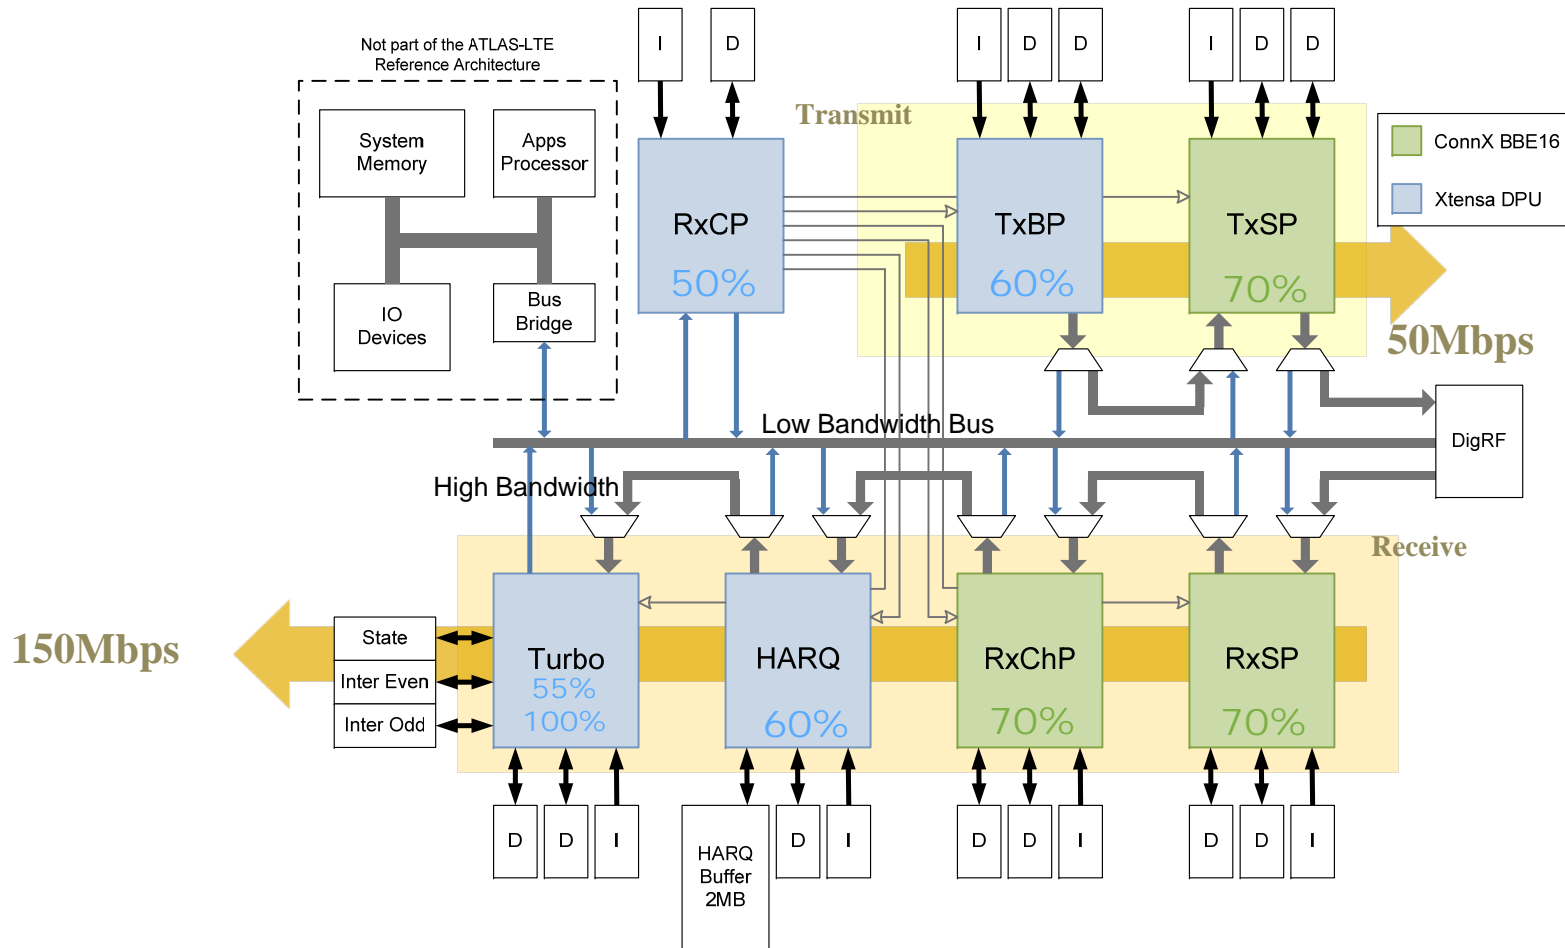 Not part of the ATLAS-LTE
Reference Architecture
System
Memory
Apps
Processor
IO
Devices
Bus
Bridge
I
D
I
D
D
I
D
D
Transmit
RxCP
50%
TxBP
60%
TxSP
70%
ConnX BBE16
Xtensa DPU
50Mbps
Low Bandwidth Bus
DigRF
High Bandwidth
Receive
150Mbps
State
Inter Even
Inter Odd
Turbo
55%
100%
HARQ
60%
RxChP
70%
RxSP
70%
D
D
I
HARQ
Buffer
2MB
D
I
D
D
I
D
D
I